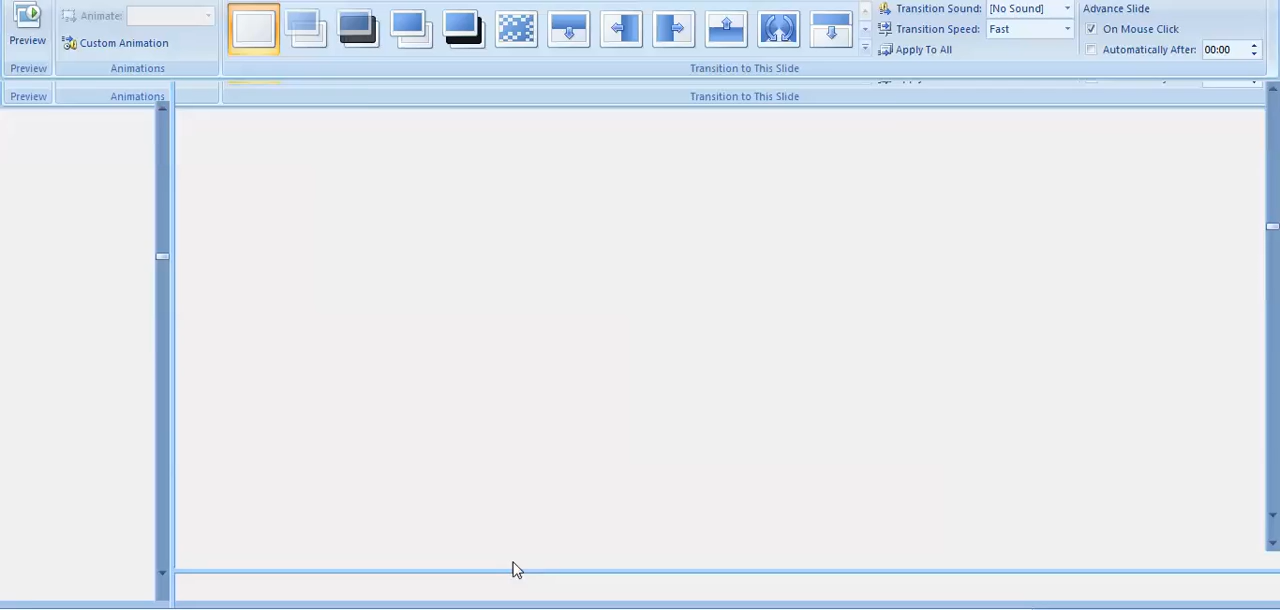 Animate:
Transition Sound: [No Sound] Advance Slide
Preview Custom Animation Transition Speed: Fast On Mouse Click
Apply To All Automatically After: 00:00
Preview Animations Transition to This Slide
Preview Animations Transition to This Slide